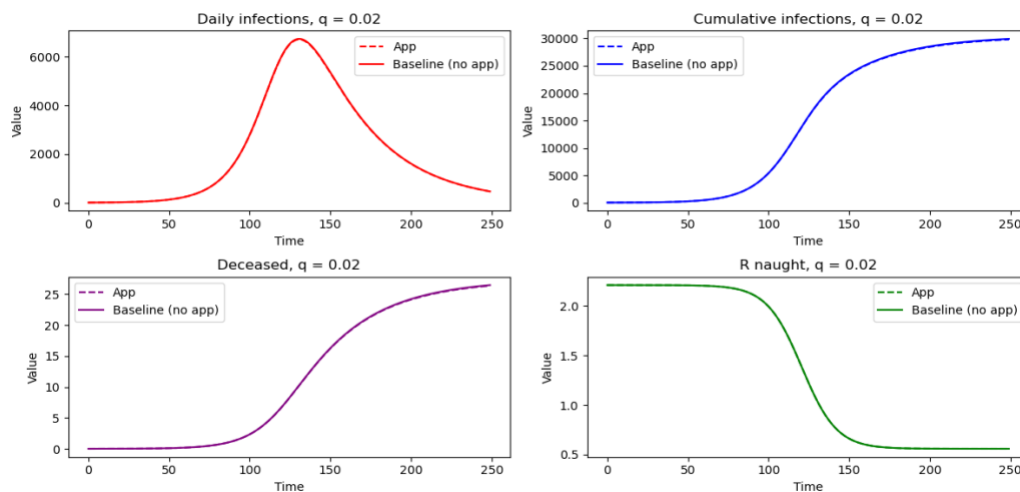 Daily infections, q = 0.02
Value
6000
4000
2000
0
App
Baseline (no app)
0 50 100 150 200 250
Time
Cumulative infections, q = 0.02
Value
30000
25000
20000
15000
10000
5000
0
App
Baseline (no app)
0 50 100 150 200 250
Time
Deceased, q = 0.02
Value
25
20
15
10
5
0
App
Baseline (no app)
0 50 100 150 200 250
Time
R naught, q = 0.02
Value
2.0
1.5
1.0
0.5
App
Baseline (no app)
0 50 100 150 200 250
Time